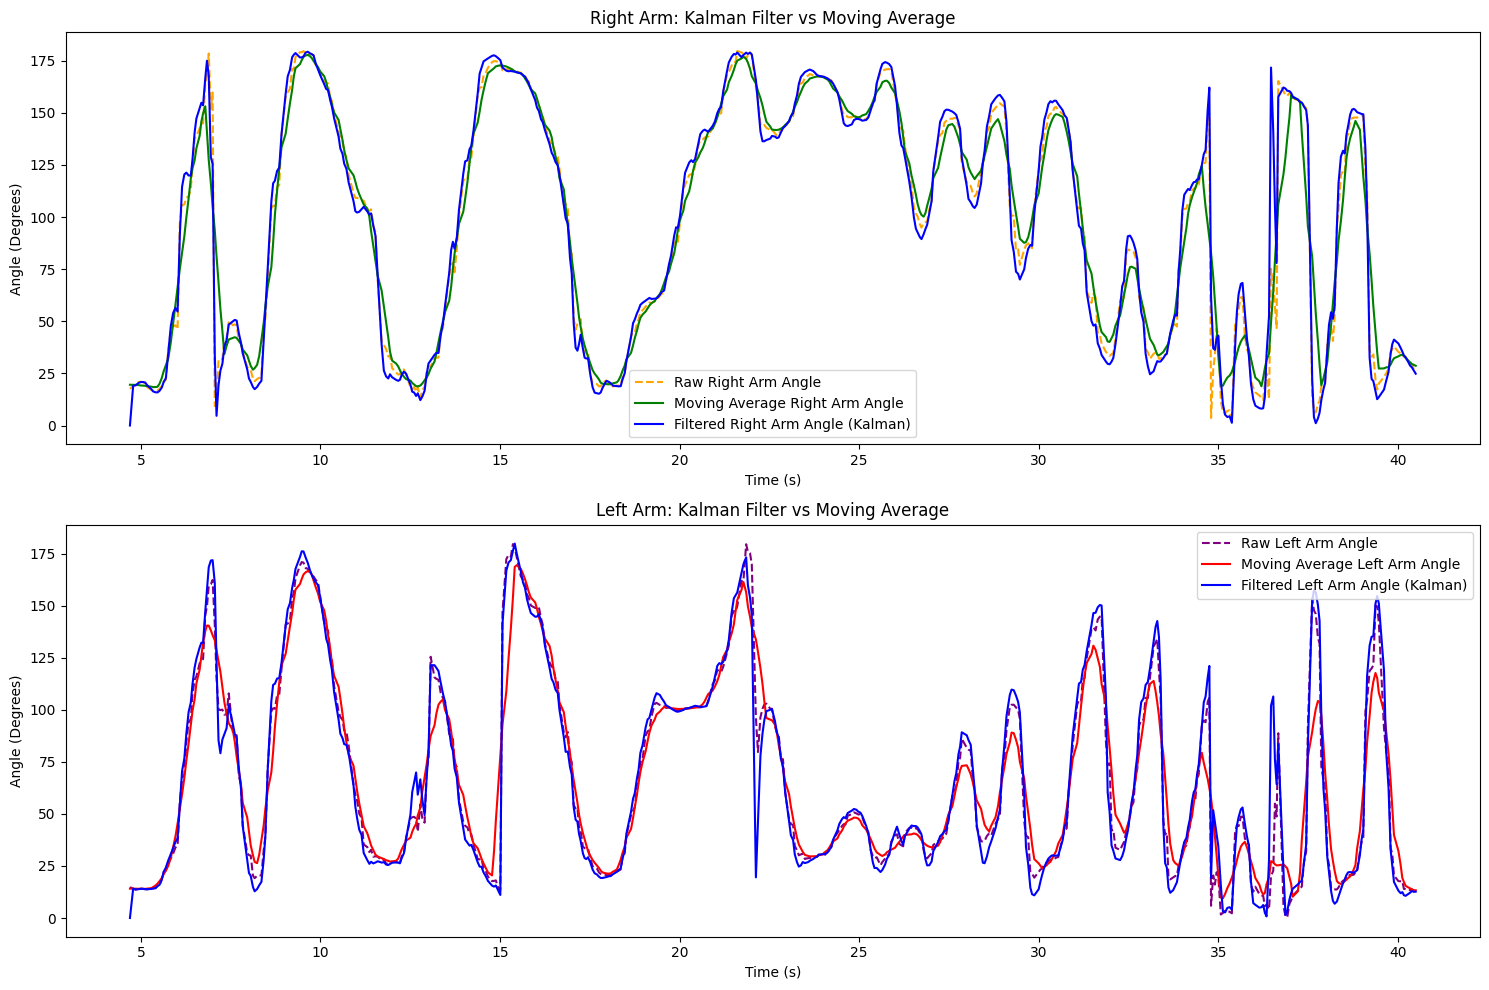 Right Arm: Kalman Filter vs Moving Average
Angle (Degrees)
175
150
125
100
75
50
25
0
Raw Right Arm Angle
Moving Average Right Arm Angle
Filtered Right Arm Angle (Kalman)
5 10 15 20 25 30 35 40
Time (s)
Left Arm: Kalman Filter vs Moving Average
Angle (Degrees)
175
150
125
100
75
50
25
0
Raw Left Arm Angle
Moving Average Left Arm Angle
Filtered Left Arm Angle (Kalman)
5 10 15 20 25 30 35 40
Time (s)